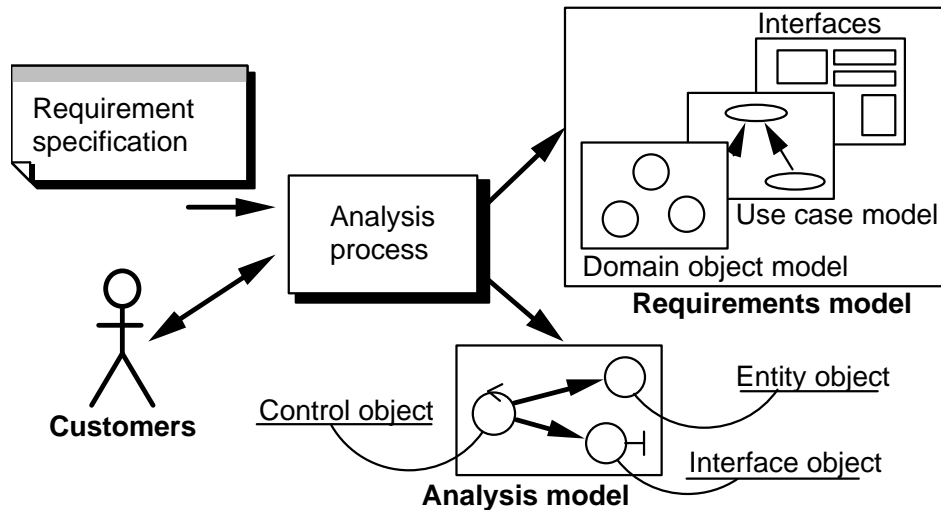 Interfaces
Requirement
specification
Use case model
Analysis
process
Domain object model
Requirements model
Customers
Control object
Entity object
Interface object
Analysis model